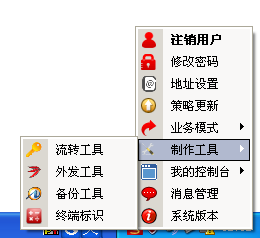 注销用户
修改密码
地址设置
策略更新
业务模式
制作工具
我的控制台
消息管理
系统版本
流转工具
外发工具
备份工具
终端标识